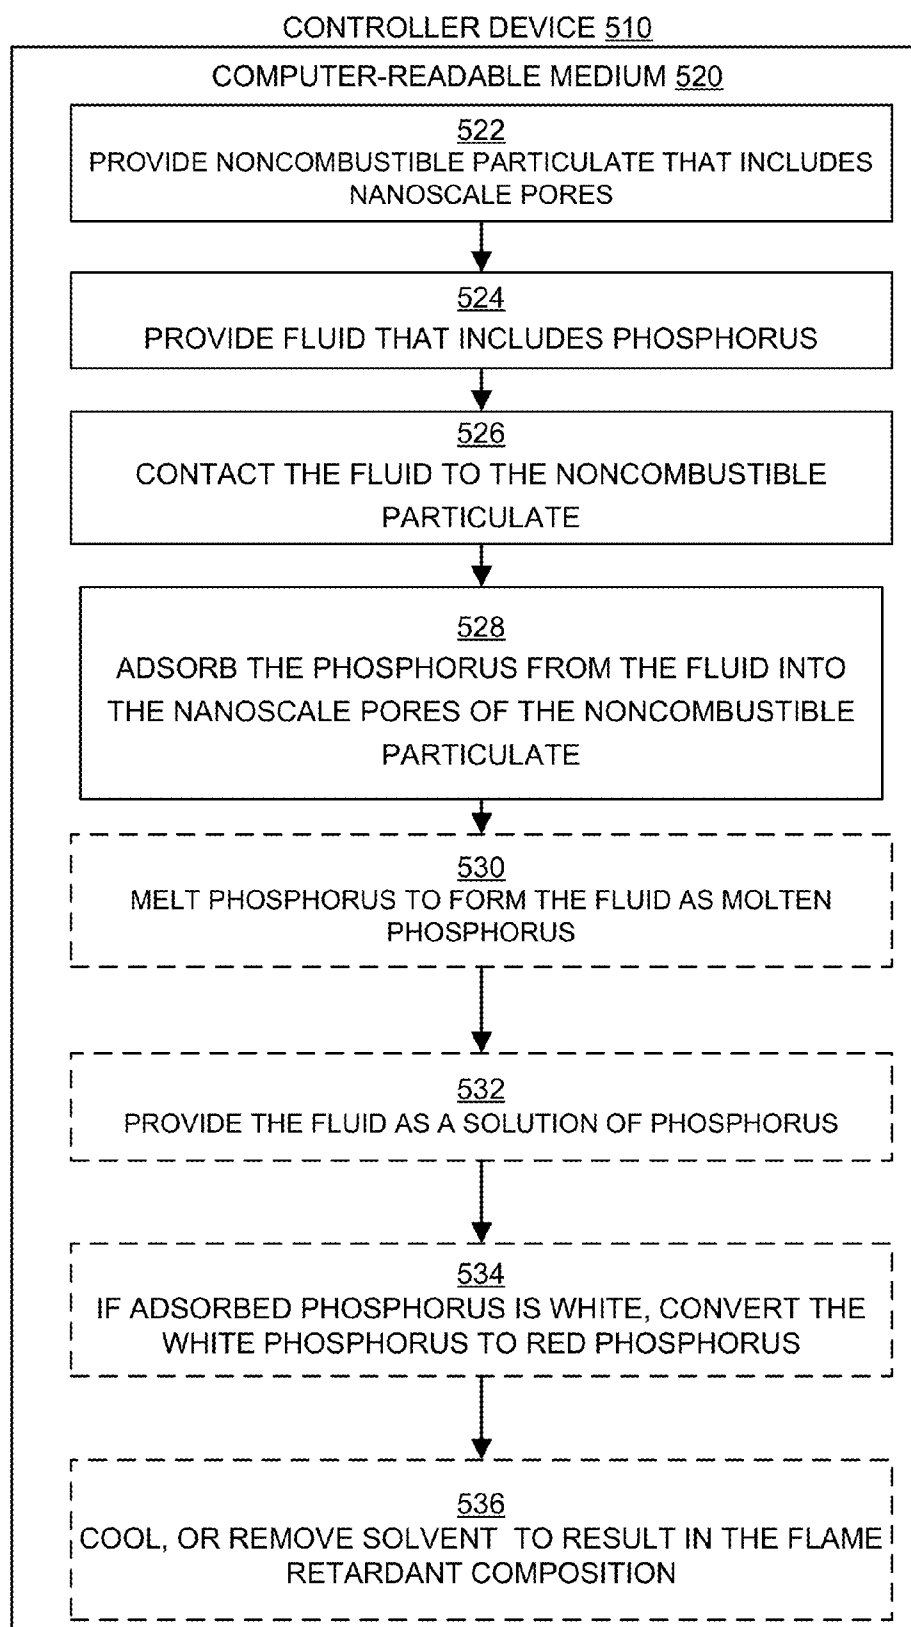 CONTROLLER DEVICE 510
COMPUTER-READABLE MEDIUM 520
522
PROVIDE NONCOMBUSTIBLE PARTICULATE THAT INCLUDES
NANOSCALE PORES
524
PROVIDE FLUID THAT INCLUDES PHOSPHORUS
526
CONTACT THE FLUID TO THE NONCOMBUSTIBLE
PARTICULATE
528
ADSORB THE PHOSPHORUS FROM THE FLUID INTO
THE NANOSCALE PORES OF THE NONCOMBUSTIBLE
PARTICULATE
530
MELT PHOSPHORUS TO FORM THE FLUID AS MOLTEN
PHOSPHORUS
532
PROVIDE THE FLUID AS A SOLUTION OF PHOSPHORUS
534
IF ADSORBED PHOSPHORUS IS WHITE, CONVERT THE
WHITE PHOSPHORUS TO RED PHOSPHORUS
536
COOL, OR REMOVE SOLVENT TO RESULT IN THE FLAME
RETARDANT COMPOSITION